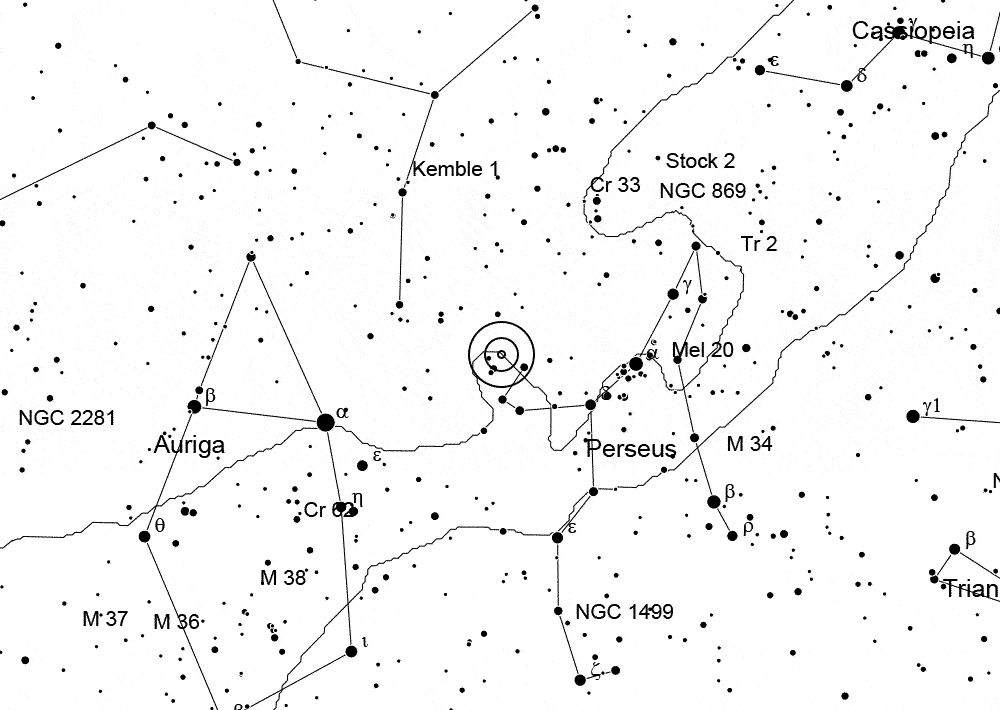 Cassiopeia
γ
η
ε
δ
Kemble 1
Stock 2
Cr 33
NGC 869
Tr 2
γ
α
Mel 20
β
α
δ
γ1
NGC 2281
Auriga
Perseus
M 34
ε
η
Cr 62
β
ρ
θ
ε
β
M 38
Trian
M 37
M 36
NGC 1499
ι
ζ